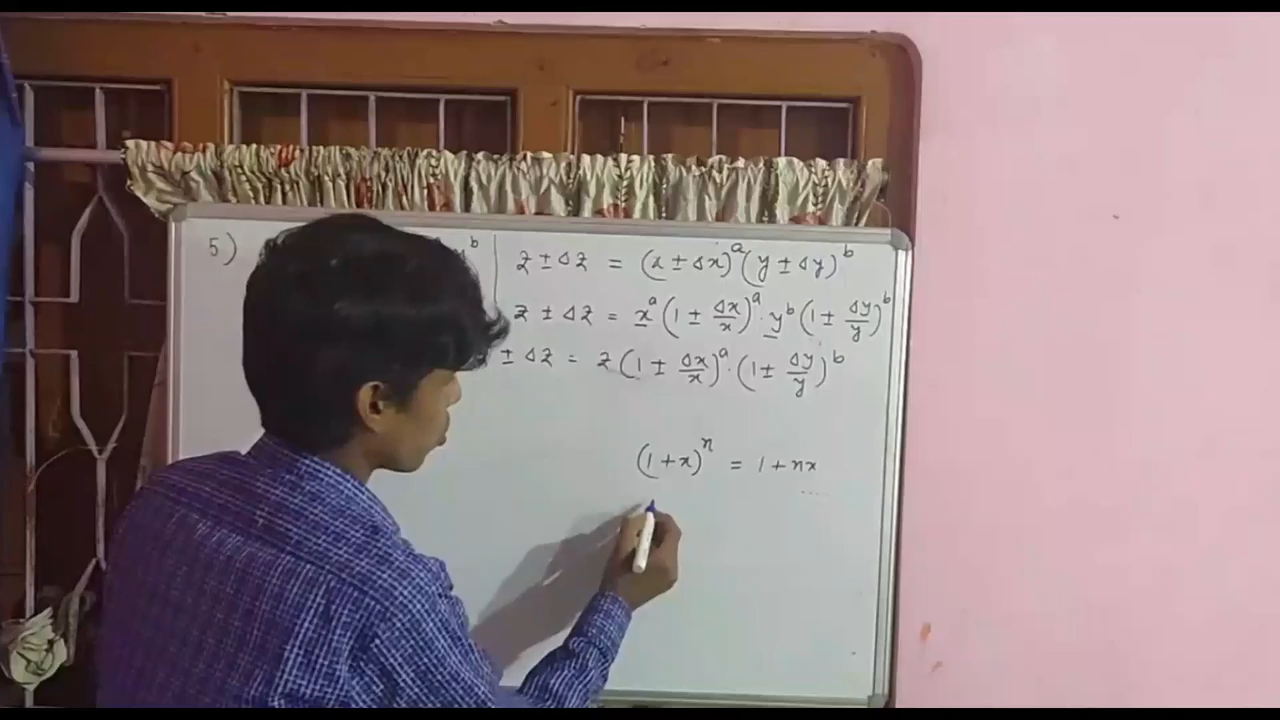 5)
b
z ± Δz = (x ± Δx)^a (y ± Δy)^b
z ± Δz = x^a (1 ± Δx/x)^a · y^b (1 ± Δy/y)^b
± Δz = z (1 ± Δx/x)^a · (1 ± Δy/y)^b
(1 + x)^n = 1 + nx
....